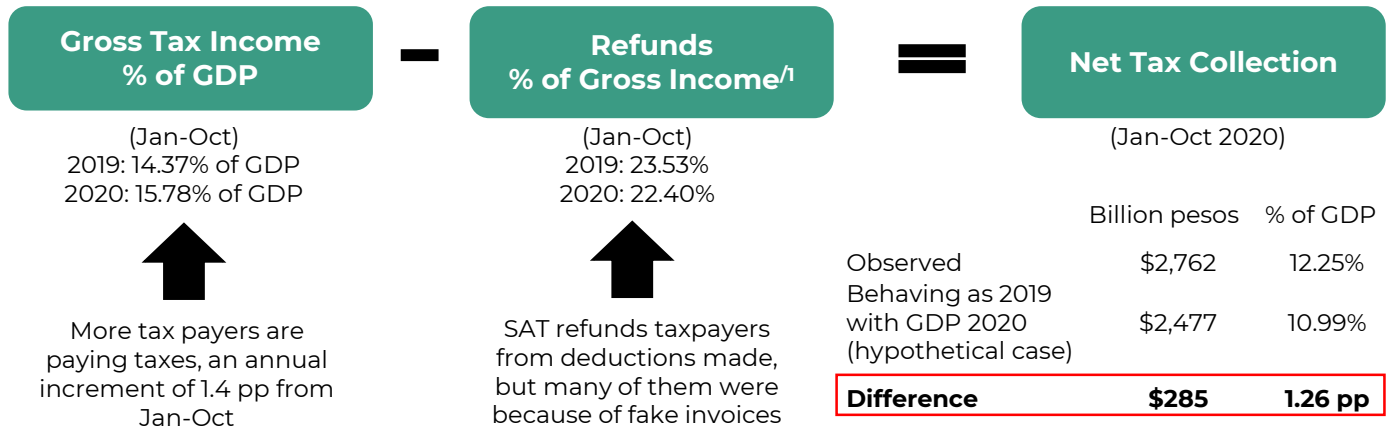 Gross Tax Income
% of GDP
(Jan-Oct)
2019: 14.37% of GDP
2020: 15.78% of GDP
More tax payers are
paying taxes, an annual
increment of 1.4 pp from
Jan-Oct
Refunds
% of Gross Income/1
(Jan-Oct)
2019: 23.53%
2020: 22.40%
SAT refunds taxpayers
from deductions made,
but many of them were
because of fake invoices
Net Tax Collection
(Jan-Oct 2020)
Billion pesos % of GDP
Observed $2,762 12.25%
Behaving as 2019
with GDP 2020 $2,477 10.99%
(hypothetical case)
Difference $285 1.26 pp